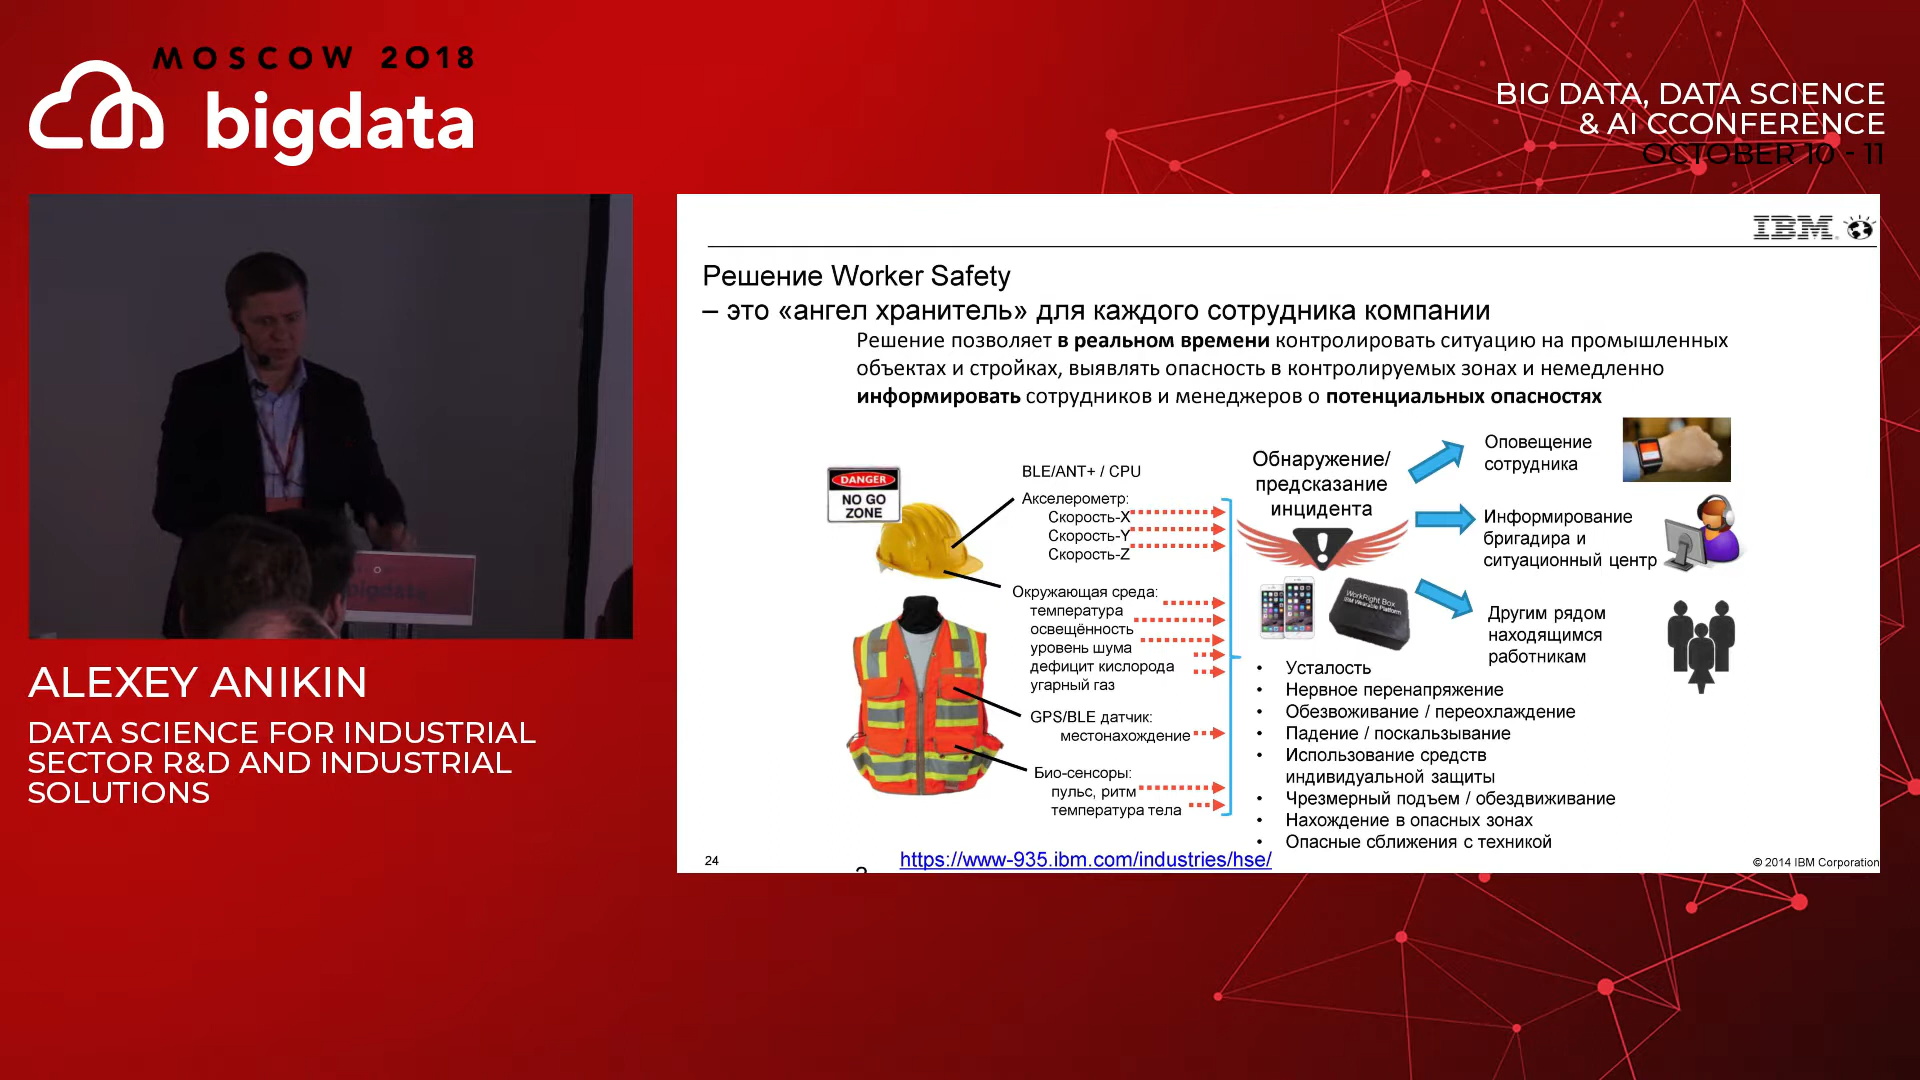 MOSCOW 2018
bigdata
BIG DATA, DATA SCIENCE
& AI CCONFERENCE
OCTOBER 10 - 11
bigdata
ALEXEY ANIKIN
DATA SCIENCE FOR INDUSTRIAL
SECTOR R&D AND INDUSTRIAL
SOLUTIONS
IBM
Решение Worker Safety
– это «ангел хранитель» для каждого сотрудника компании
Решение позволяет в реальном времени контролировать ситуацию на промышленных
объектах и стройках, выявлять опасность в контролируемых зонах и немедленно
информировать сотрудников и менеджеров о потенциальных опасностях
DANGER
NO GO
ZONE
BLE/ANT+ / CPU
Акселерометр:
Скорость-X
Скорость-Y
Скорость-Z
Окружающая среда:
температура
освещённость
уровень шума
дефицит кислорода
угарный газ
GPS/BLE датчик:
местонахождение
Био-сенсоры:
пульс, ритм
температура тела
Обнаружение/
предсказание
инцидента
WorkRight Box
IBM Wearable Platform
Усталость
Нервное перенапряжение
Обезвоживание / переохлаждение
Падение / поскальзывание
Использование средств
индивидуальной защиты
Чрезмерный подъем / обездвиживание
Нахождение в опасных зонах
Опасные сближения с техникой
Оповещение
сотрудника
Информирование
бригадира и
ситуационный центр
Другим рядом
находящимся
работникам
24
https://www-935.ibm.com/industries/hse/
© 2014 IBM Corporation